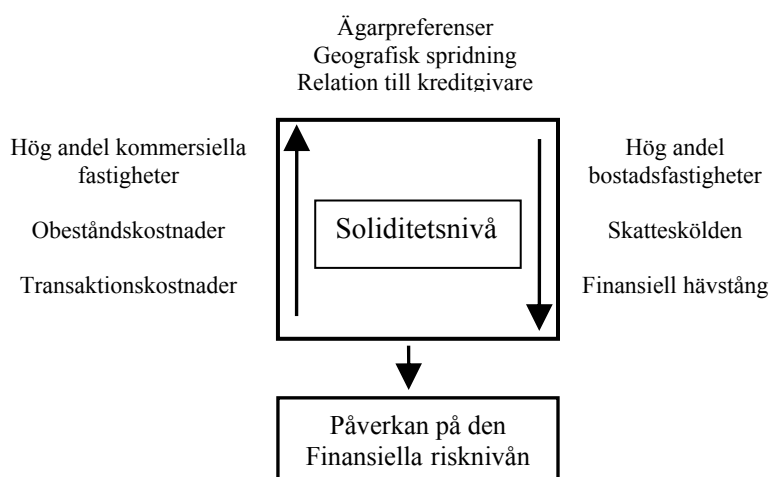 Ägarpreferenser
Geografisk spridning
Relation till kreditgivare
Hög andel kommersiella
fastigheter
Obeståndskostnader
Transaktionskostnader
Soliditetsnivå
Hög andel
bostadsfastigheter
Skatteskölden
Finansiell hävstång
Påverkan på den
Finansiella risknivån